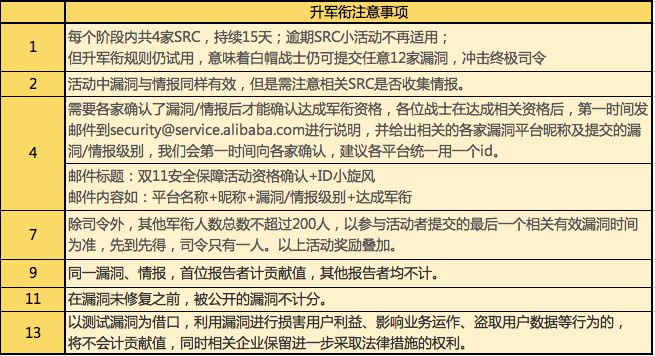 升军衔注意事项
1
每个阶段内共4家SRC，持续15天；逾期SRC小活动不再适用；
但升军衔规则仍试用，意味着白帽战士仍可提交任意12家漏洞，冲击终极司令
2
活动中漏洞与情报同样有效，但是需注意相关SRC是否收集情报。
4
需要各家确认了漏洞/情报后才能确认达成军衔资格，各位战士在达成相关资格后，第一时间发
邮件到security@service.alibaba.com进行说明，并给出相关的各家漏洞平台昵称及提交的漏
洞/情报级别，我们会第一时间向各家确认，建议各平台统一用一个id。
邮件标题：双11安全保障活动资格确认+ID小旋风
邮件内容如：平台名称+昵称+漏洞/情报级别+达成军衔
7
除司令外，其他军衔人数总数不超过200人，以参与活动者提交的最后一个相关有效漏洞时间
为准，先到先得，司令只有一人。以上活动奖励叠加。
9
同一漏洞、情报，首位报告者计贡献值，其他报告者均不计。
11
在漏洞未修复之前，被公开的漏洞不计分。
13
以测试漏洞为借口，利用漏洞进行损害用户利益、影响业务运作、盗取用户数据等行为的，
将不会计贡献值，同时相关企业保留进一步采取法律措施的权利。